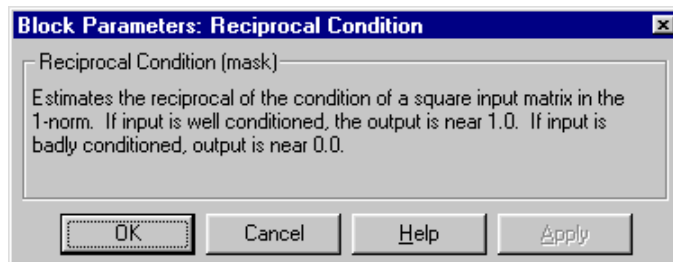 Block Parameters: Reciprocal Condition
Reciprocal Condition (mask)
Estimates the reciprocal of the condition of a square input matrix in the
1-norm. If input is well conditioned, the output is near 1.0. If input is
badly conditioned, output is near 0.0.
OK Cancel Help Apply